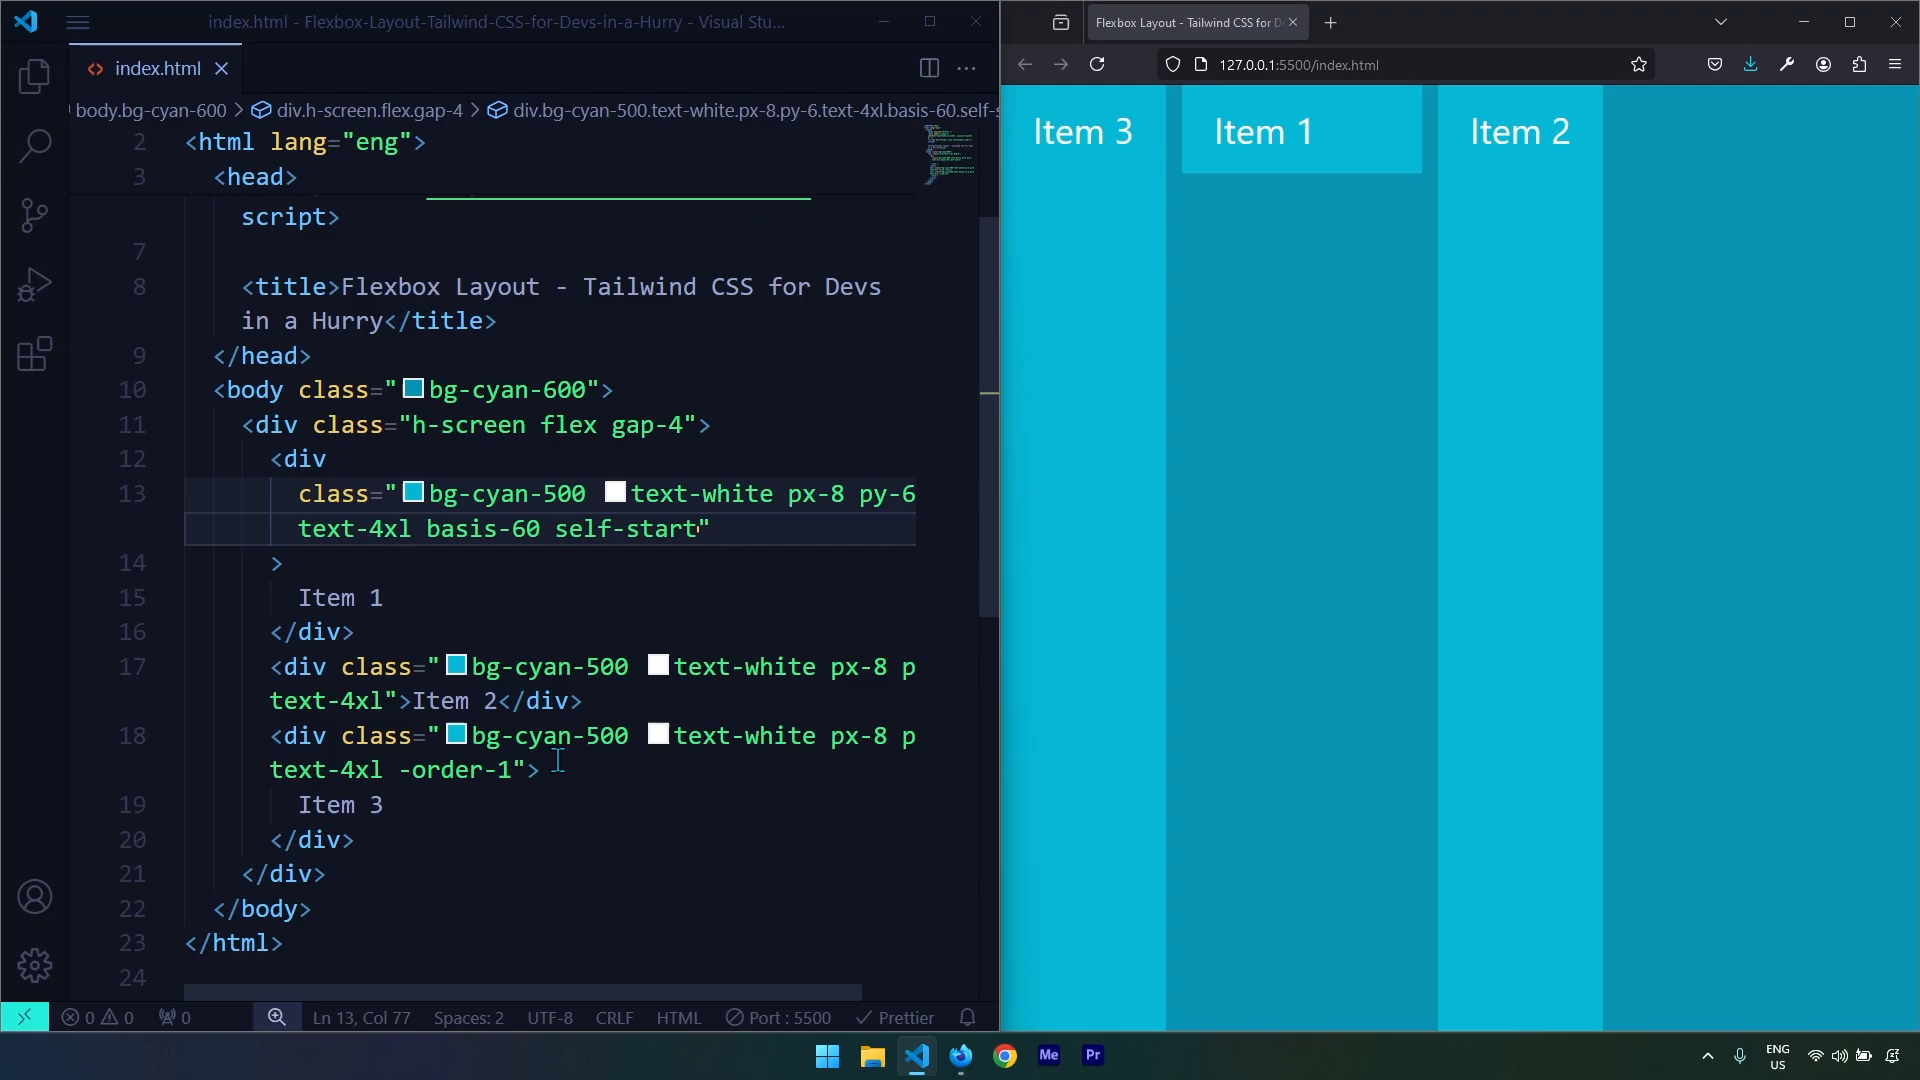 index.html - Flexbox-Layout-Tailwind-CSS-for-Devs-in-a-Hurry - Visual Stu...
index.html
body.bg-cyan-600 > div.h-screen.flex.gap-4 > div.bg-cyan-500.text-white.px-8.py-6.text-4xl.basis-60.self-
2 <html lang="eng">
3 <head>
script>
7
8 <title>Flexbox Layout - Tailwind CSS for Devs
in a Hurry</title>
9 </head>
10 <body class="bg-cyan-600">
11 <div class="h-screen flex gap-4">
12 <div
13 class="bg-cyan-500 text-white px-8 py-6
text-4xl basis-60 self-start"
14 >
15 Item 1
16 </div>
17 <div class="bg-cyan-500 text-white px-8 p
text-4xl">Item 2</div>
18 <div class="bg-cyan-500 text-white px-8 p
text-4xl -order-1">
19 Item 3
20 </div>
21 </div>
22 </body>
23 </html>
24
0 0 0 Ln 13, Col 77 Spaces: 2 UTF-8 CRLF HTML Port : 5500 Prettier
Flexbox Layout - Tailwind CSS for D
127.0.0.1:5500/index.html
Item 3 Item 1 Item 2
Me Pr
ENG
US